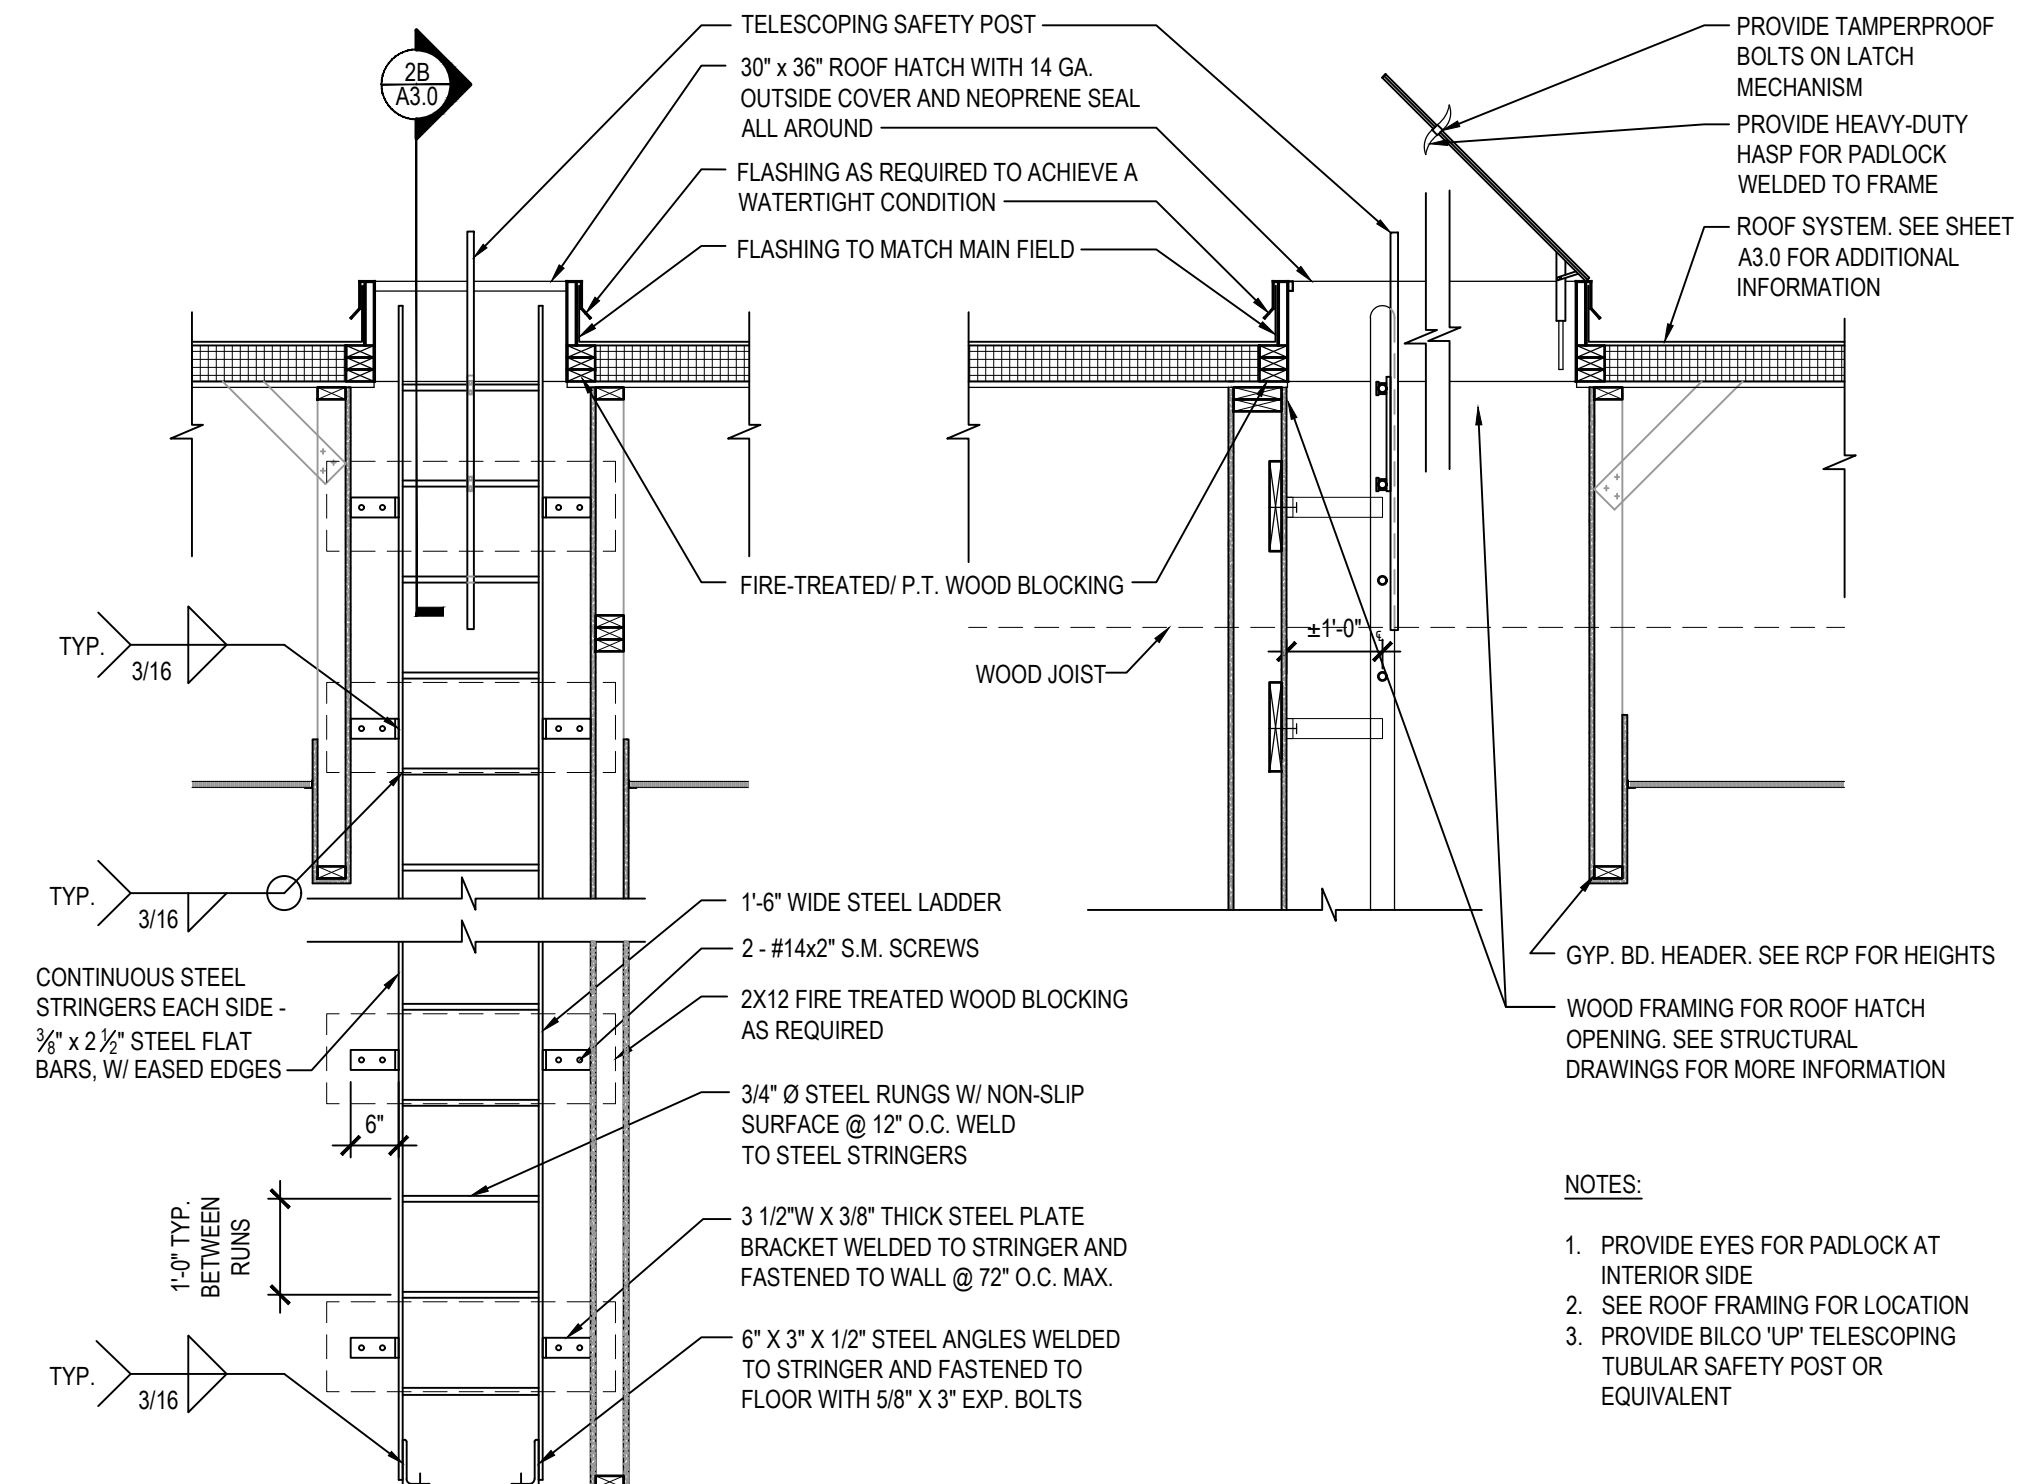 2B
A3.0
TELESCOPING SAFETY POST
30" x 36" ROOF HATCH WITH 14 GA.
OUTSIDE COVER AND NEOPRENE SEAL
ALL AROUND
FLASHING AS REQUIRED TO ACHIEVE A
WATERTIGHT CONDITION
FLASHING TO MATCH MAIN FIELD
PROVIDE TAMPERPROOF
BOLTS ON LATCH
MECHANISM
PROVIDE HEAVY-DUTY
HASP FOR PADLOCK
WELDED TO FRAME
ROOF SYSTEM. SEE SHEET
A3.0 FOR ADDITIONAL
INFORMATION
FIRE-TREATED/ P.T. WOOD BLOCKING
TYP.
3/16
±1'-0"
℄
WOOD JOIST
TYP.
3/16
1'-6" WIDE STEEL LADDER
2 - #14x2" S.M. SCREWS
2X12 FIRE TREATED WOOD BLOCKING
AS REQUIRED
CONTINUOUS STEEL
STRINGERS EACH SIDE -
⅜" x 2 ½" STEEL FLAT
BARS, W/ EASED EDGES
6"
3/4" Ø STEEL RUNGS W/ NON-SLIP
SURFACE @ 12" O.C. WELD
TO STEEL STRINGERS
1'-0" TYP.
BETWEEN
RUNS
3 1/2"W X 3/8" THICK STEEL PLATE
BRACKET WELDED TO STRINGER AND
FASTENED TO WALL @ 72" O.C. MAX.
6" X 3" X 1/2" STEEL ANGLES WELDED
TO STRINGER AND FASTENED TO
FLOOR WITH 5/8" X 3" EXP. BOLTS
TYP.
3/16
GYP. BD. HEADER. SEE RCP FOR HEIGHTS
WOOD FRAMING FOR ROOF HATCH
OPENING. SEE STRUCTURAL
DRAWINGS FOR MORE INFORMATION
NOTES:
1. PROVIDE EYES FOR PADLOCK AT
INTERIOR SIDE
2. SEE ROOF FRAMING FOR LOCATION
3. PROVIDE BILCO 'UP' TELESCOPING
TUBULAR SAFETY POST OR
EQUIVALENT